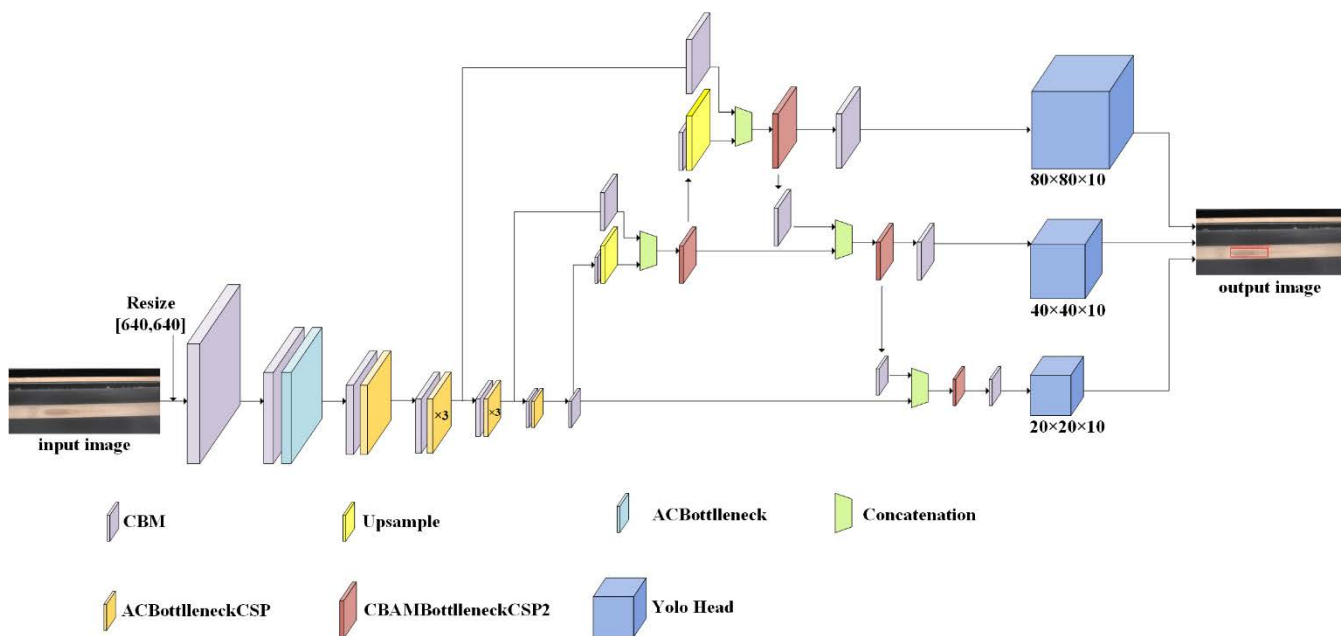 Resize
[640,640]
input image
×3
×3
80×80×10
40×40×10
20×20×10
output image
CBM
Upsample
ACBottlleneck
Concatenation
ACBottlleneckCSP
CBAMBottlleneckCSP2
Yolo Head